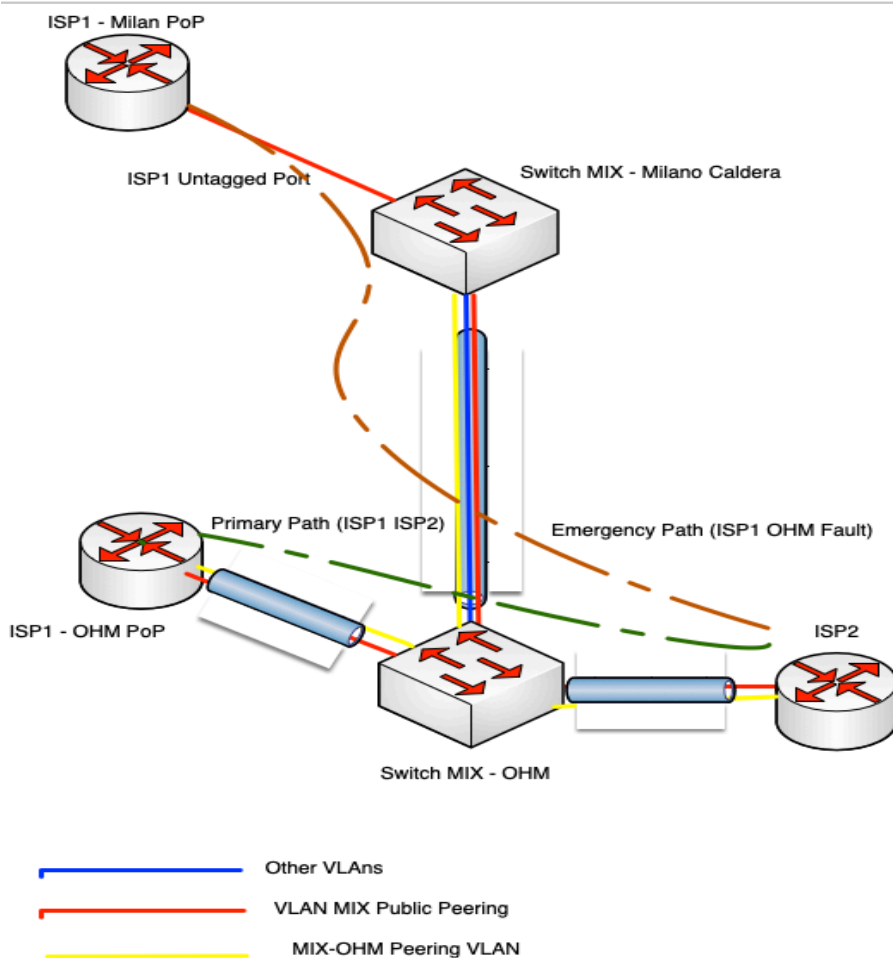 ISP1 - Milan PoP
Switch MIX - Milano Caldera
ISP1 Untagged Port
Primary Path (ISP1 ISP2)
Emergency Path (ISP1 OHM Fault)
ISP1 - OHM PoP
ISP2
Switch MIX - OHM
Other VLAns
VLAN MIX Public Peering
MIX-OHM Peering VLAN